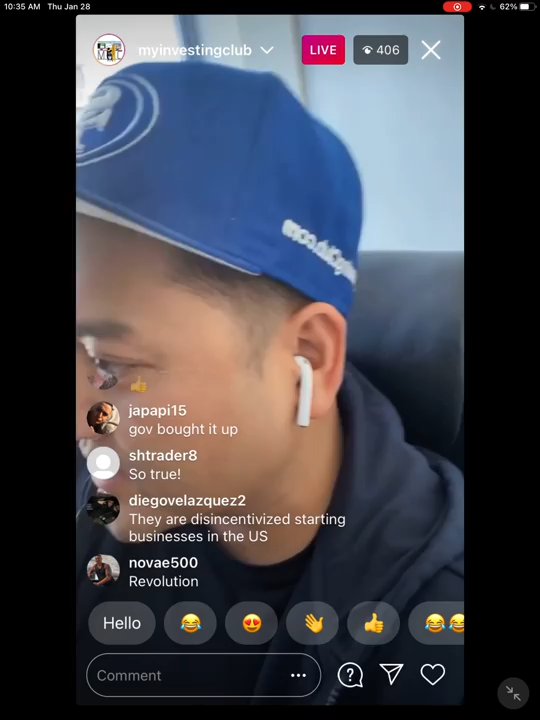 10:35 AM Thu Jan 28
62%
myinvestingclub
LIVE
406
japapi15
gov bought it up
shtrader8
So true!
diegovelazquez2
They are disincentivized starting
businesses in the US
novae500
Revolution
Hello
Comment